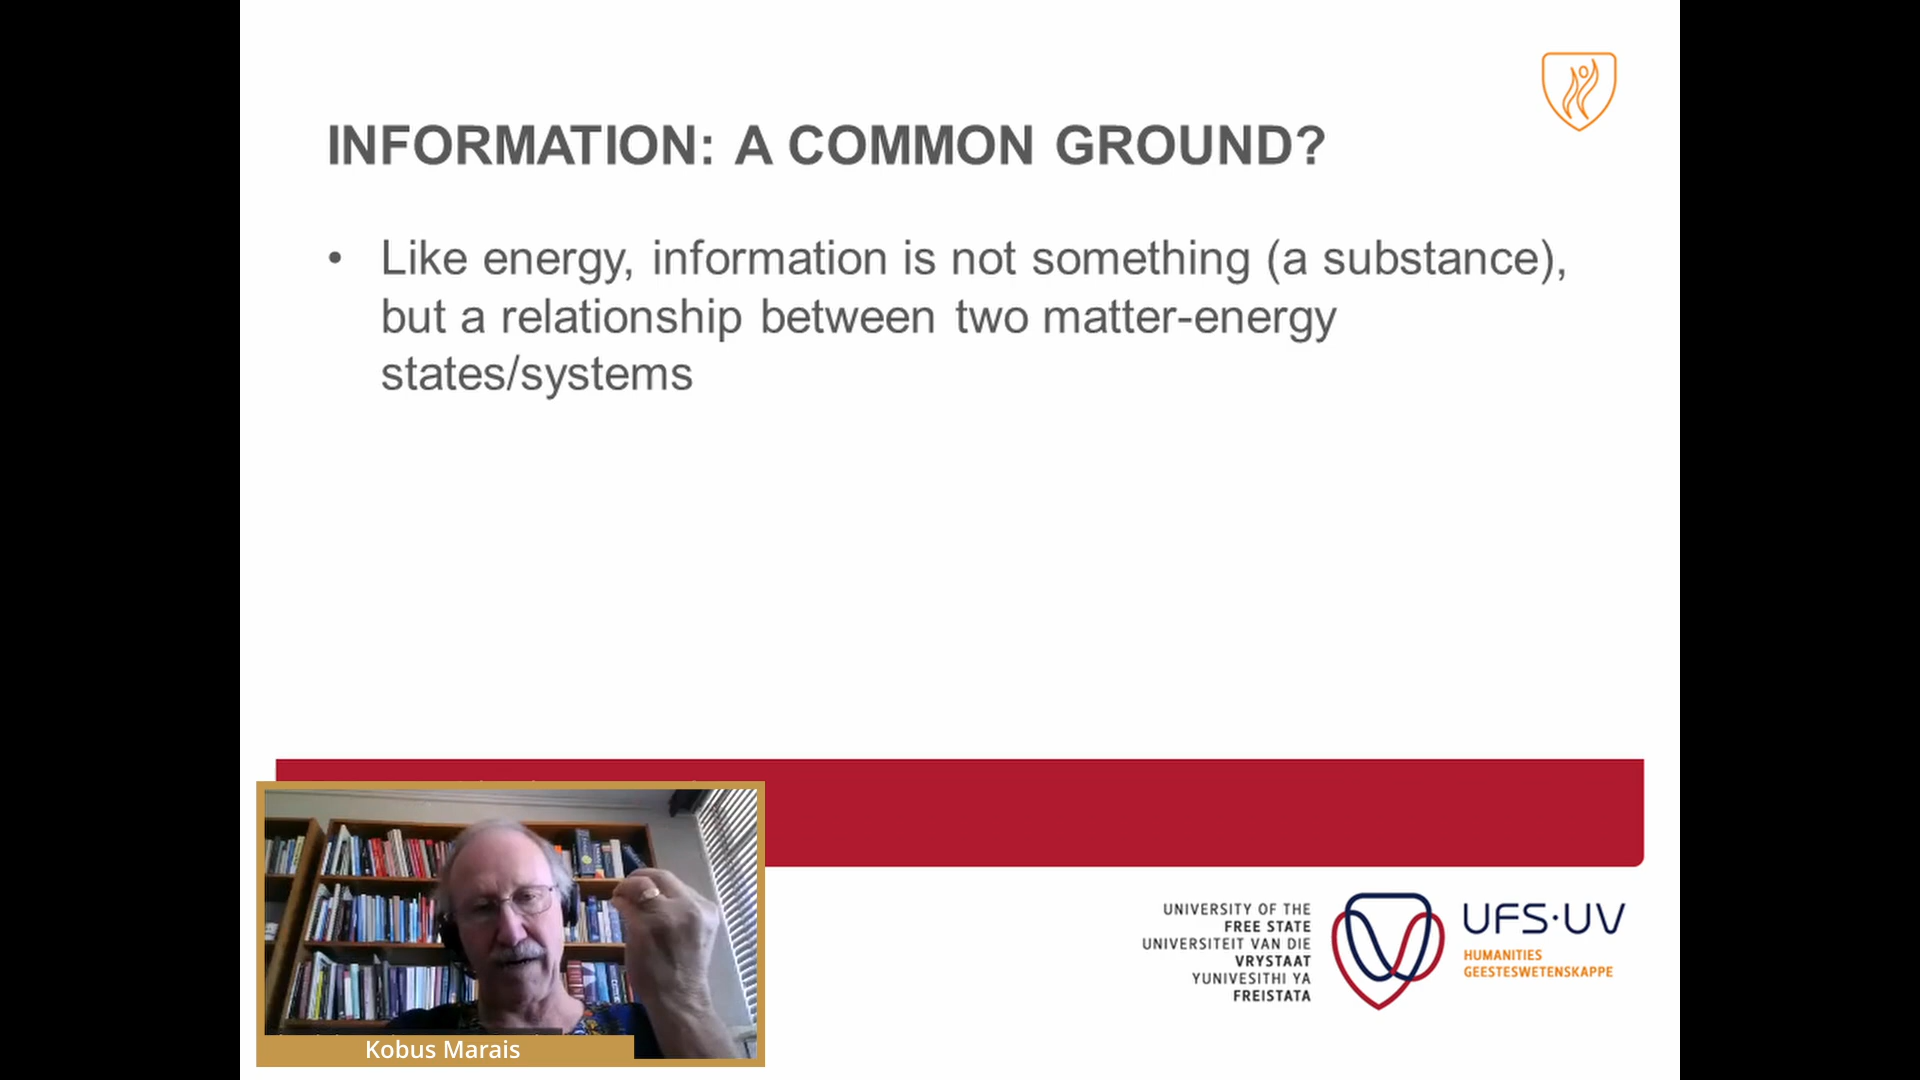 INFORMATION: A COMMON GROUND?
• Like energy, information is not something (a substance),
but a relationship between two matter-energy
states/systems
Kobus Marais
UNIVERSITY OF THE
FREE STATE
UNIVERSITEIT VAN DIE
VRYSTAAT
YUNIVESITHI YA
FREISTATA
UFS·UV
HUMANITIES
GEESTESWETENSKAPPE